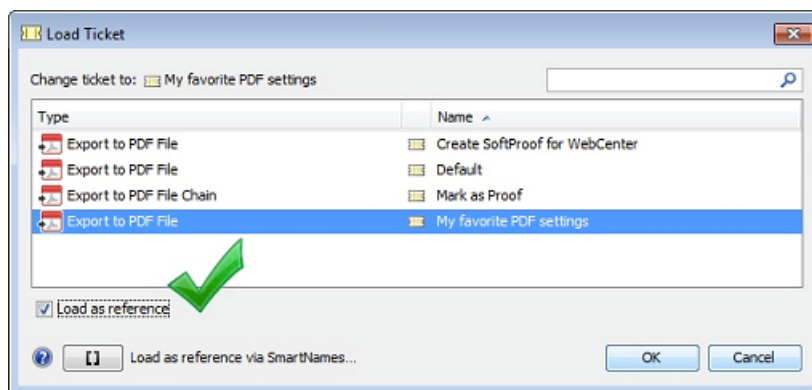 Load Ticket
Change ticket to: My favorite PDF settings
Type Name
Export to PDF File Create SoftProof for WebCenter
Export to PDF File Default
Export to PDF File Chain Mark as Proof
Export to PDF File My favorite PDF settings
Load as reference
[] Load as reference via SmartNames...
OK Cancel